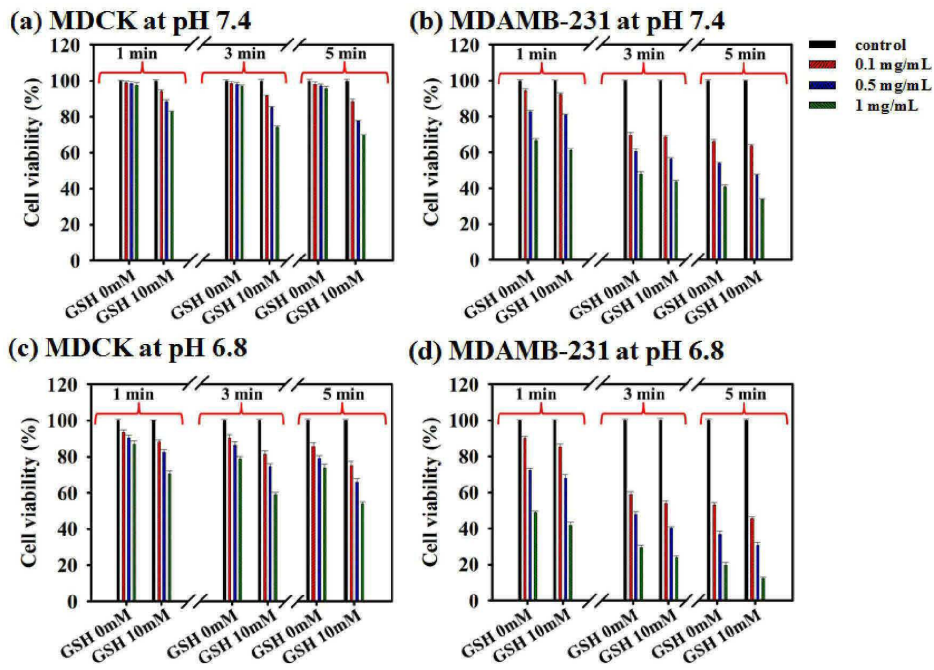 (a) MDCK at pH 7.4
120
100
80
60
40
20
0
Cell viability (%)
1 min
3 min
5 min
GSH 0mM
GSH 10mM
GSH 0mM
GSH 10mM
GSH 0mM
GSH 10mM
(b) MDAMB-231 at pH 7.4
120
100
80
60
40
20
0
Cell viability (%)
1 min
3 min
5 min
GSH 0mM
GSH 10mM
GSH 0mM
GSH 10mM
GSH 0mM
GSH 10mM
control
0.1 mg/mL
0.5 mg/mL
1 mg/mL
(c) MDCK at pH 6.8
120
100
80
60
40
20
0
Cell viability (%)
1 min
3 min
5 min
GSH 0mM
GSH 10mM
GSH 0mM
GSH 10mM
GSH 0mM
GSH 10mM
(d) MDAMB-231 at pH 6.8
120
100
80
60
40
20
0
Cell viability (%)
1 min
3 min
5 min
GSH 0mM
GSH 10mM
GSH 0mM
GSH 10mM
GSH 0mM
GSH 10mM